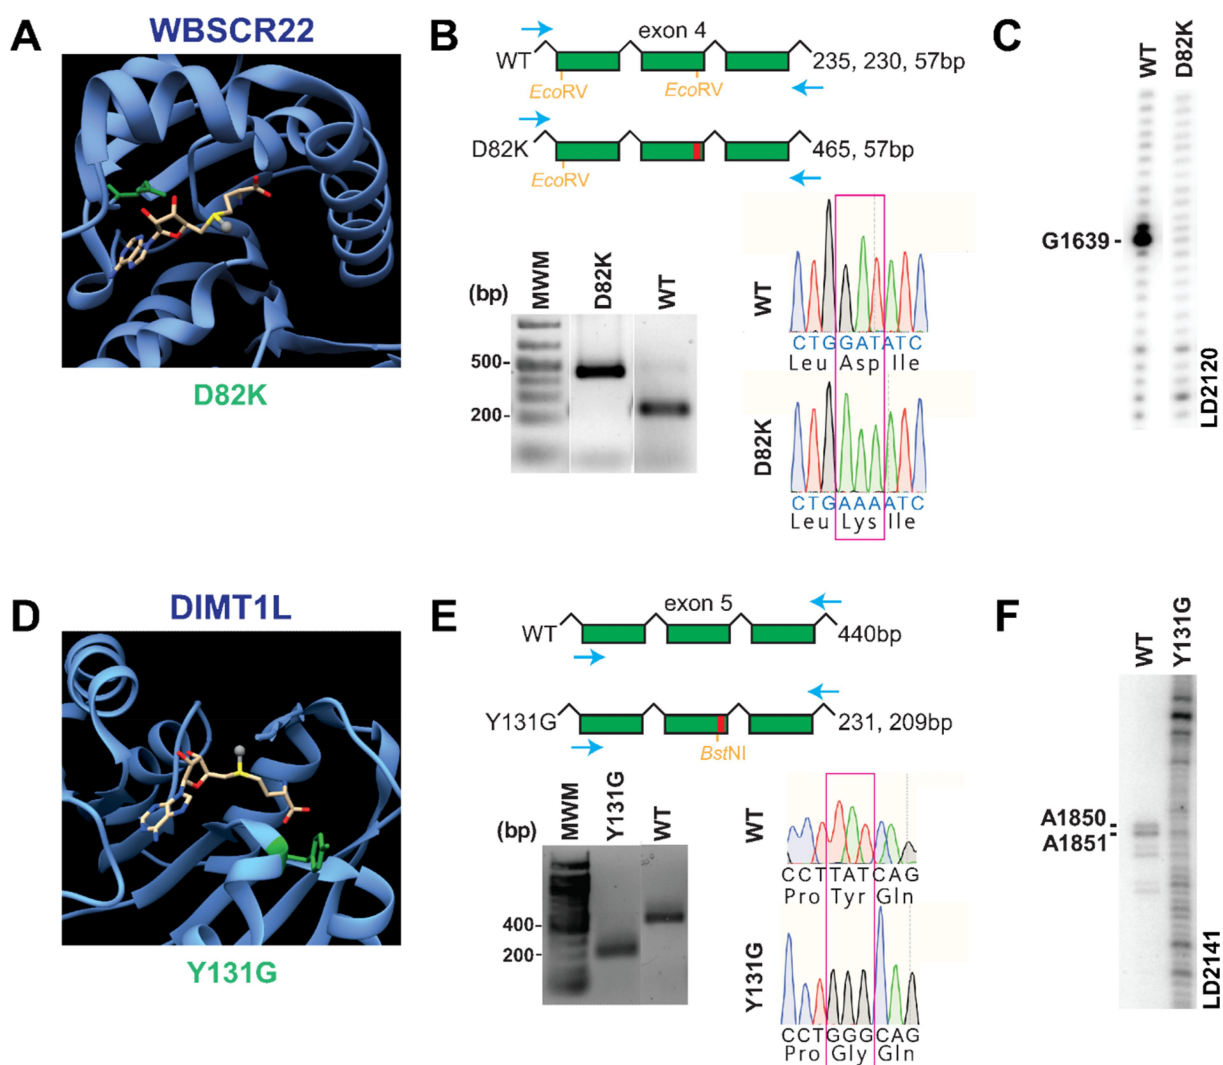 A
WBSCR22
D82K
B
exon 4
WT
235, 230, 57bp
EcoRV
EcoRV
D82K
465, 57bp
EcoRV
(bp)
MWM
D82K
WT
500-
200-
WT
CTGGATATC
Leu Asp Ile
D82K
CTGAAAATC
Leu Lys Ile
C
WT
D82K
G1639 -
LD2120
D
DIMT1L
Y131G
E
exon 5
WT
440bp
Y131G
231, 209bp
BstNI
(bp)
MWM
Y131G
WT
400-
200-
WT
CCTTATCAG
Pro Tyr Gln
Y131G
CCTGGGCAG
Pro Gly Gln
F
WT
Y131G
A1850 -
A1851 -
LD2141